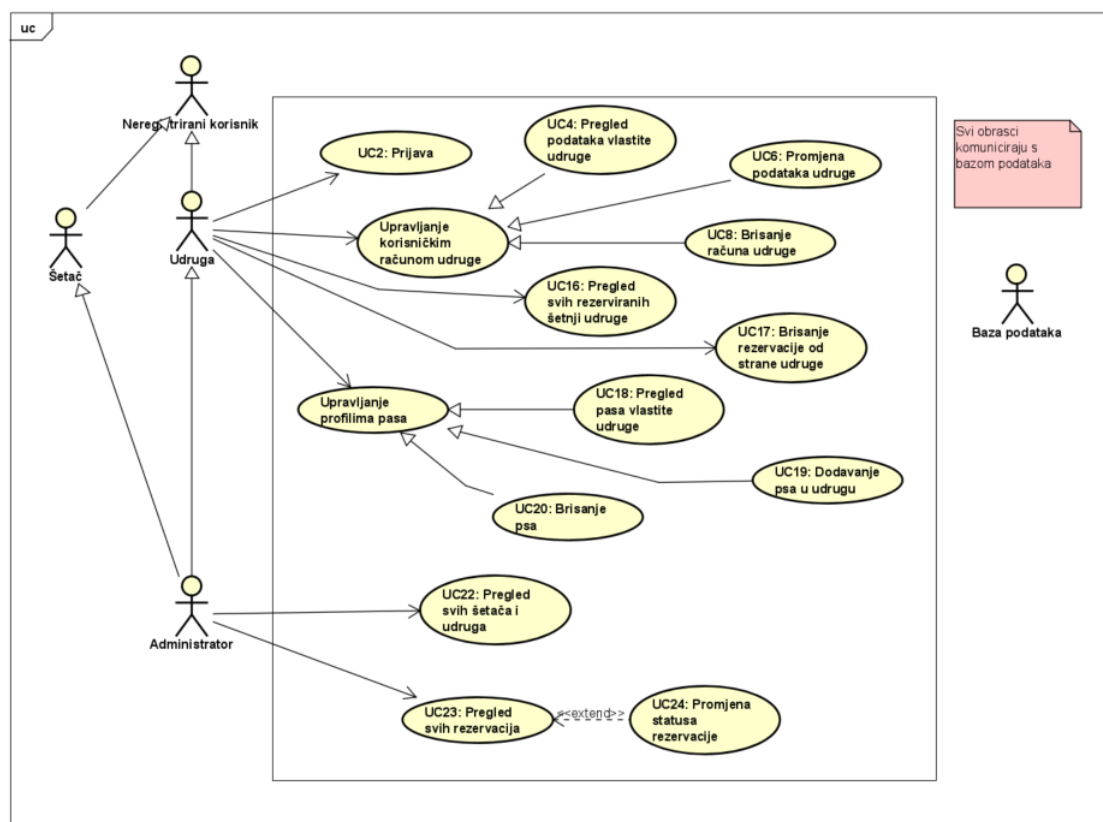 uc
Neregistrirani korisnik
Šetač
Udruga
Administrator
UC2: Prijava
UC4: Pregled
podataka vlastite
udruge
UC6: Promjena
podataka udruge
Upravljanje
korisničkim
računom udruge
UC8: Brisanje
računa udruge
UC16: Pregled
svih rezerviranih
šetnji udruge
UC17: Brisanje
rezervacije od
strane udruge
Upravljanje
profilima pasa
UC18: Pregled
pasa vlastite
udruge
UC19: Dodavanje
psa u udrugu
UC20: Brisanje
psa
UC22: Pregled
svih šetača i
udruga
UC23: Pregled
svih rezervacija
<<extend>>
UC24: Promjena
statusa
rezervacije
Svi obrasci
komuniciraju s
bazom podataka
Baza podataka